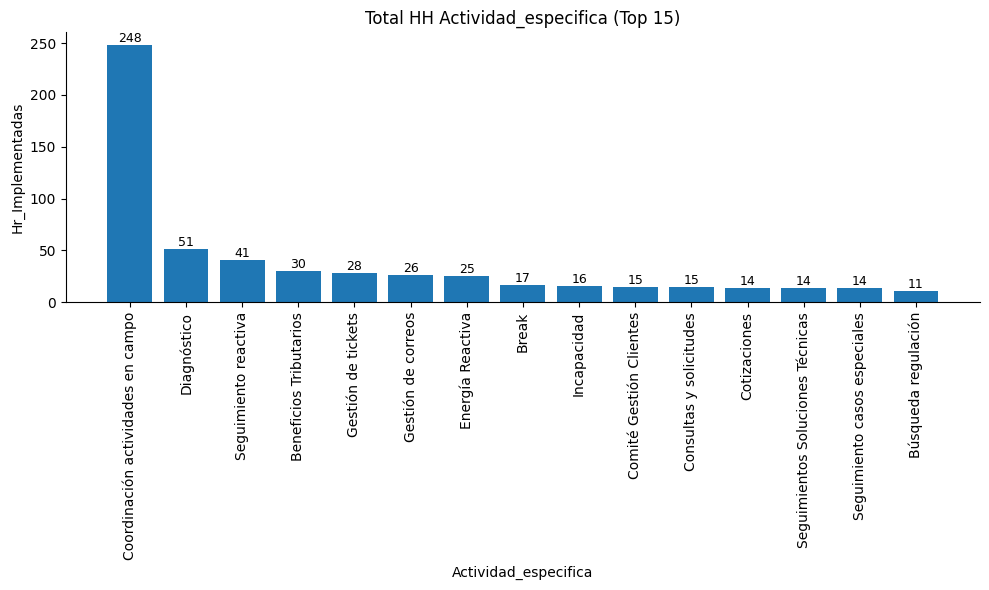 Total HH Actividad_especifica (Top 15)
Hr_Implementadas
250
200
150
100
50
0
248
51
41
30
28
26
25
17
16
15
15
14
14
14
11
Coordinación actividades en campo
Diagnóstico
Seguimiento reactiva
Beneficios Tributarios
Gestión de tickets
Gestión de correos
Energía Reactiva
Break
Incapacidad
Comité Gestión Clientes
Consultas y solicitudes
Cotizaciones
Seguimientos Soluciones Técnicas
Seguimiento casos especiales
Búsqueda regulación
Actividad_especifica